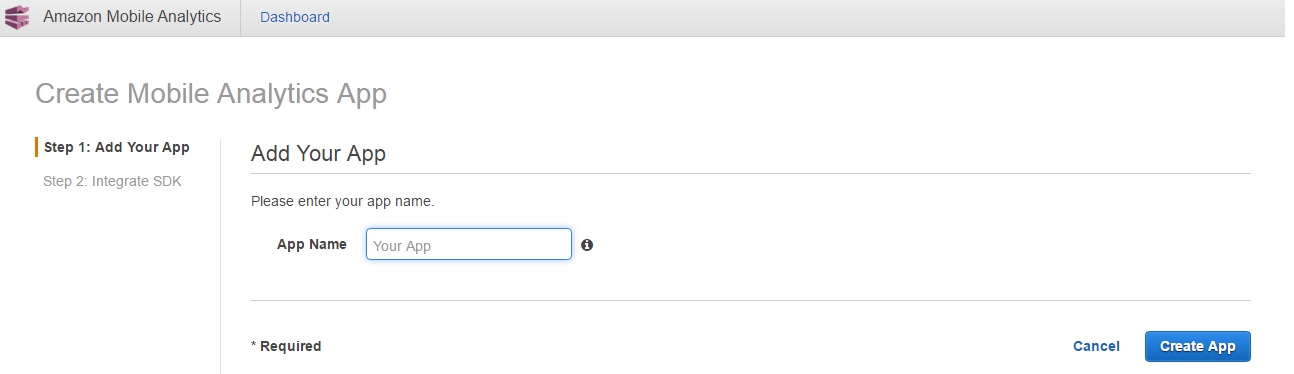 Amazon Mobile Analytics Dashboard
Create Mobile Analytics App
Step 1: Add Your App
Step 2: Integrate SDK
Add Your App
Please enter your app name.
App Name Your App
* Required Cancel Create App